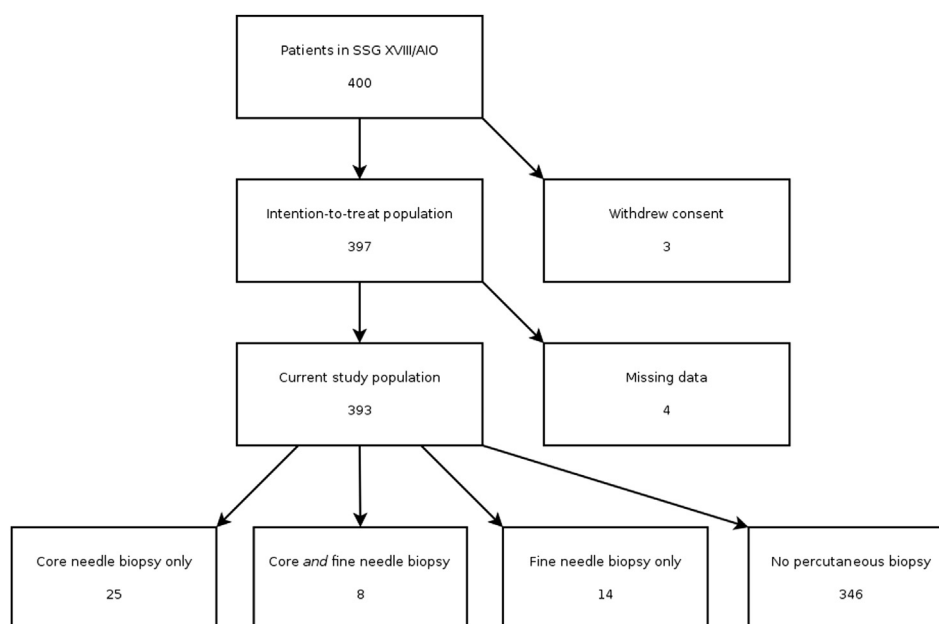 Patients in SSG XVIII/AIO
400
Intention-to-treat population
397
Withdrew consent
3
Current study population
393
Missing data
4
Core needle biopsy only
25
Core and fine needle biopsy
8
Fine needle biopsy only
14
No percutaneous biopsy
346